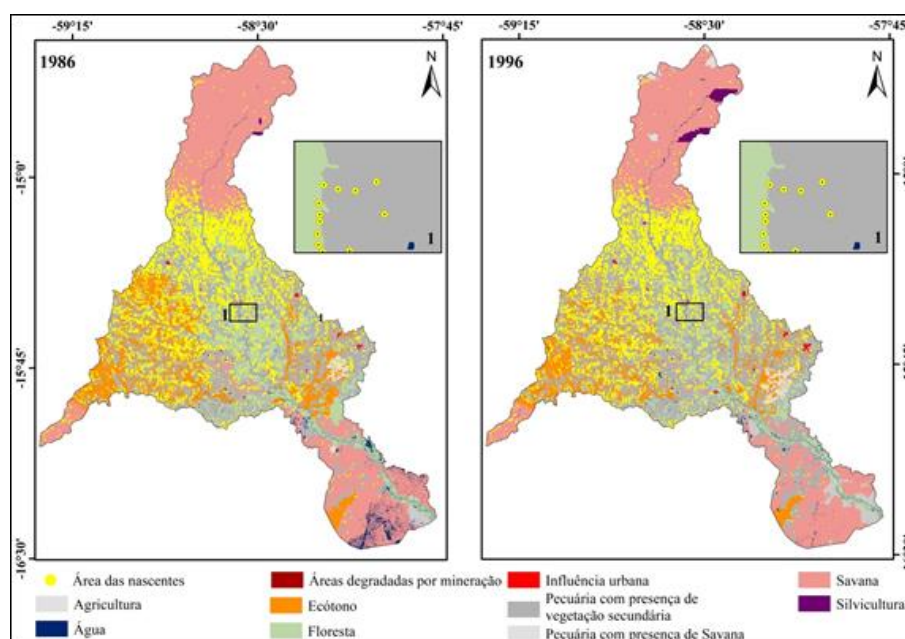 -59°15' -58°30' -57°45'
-59°15' -58°30' -57°45'
1986
N
1996
N
-15°0'
1
1
1
1
-15°45'
-16°30'
Área das nascentes
Áreas degradadas por mineração
Influência urbana
Savana
Agricultura
Ecótono
Pecuária com presença de
vegetação secundária
Silvicultura
Água
Floresta
Pecuária com presença de Savana